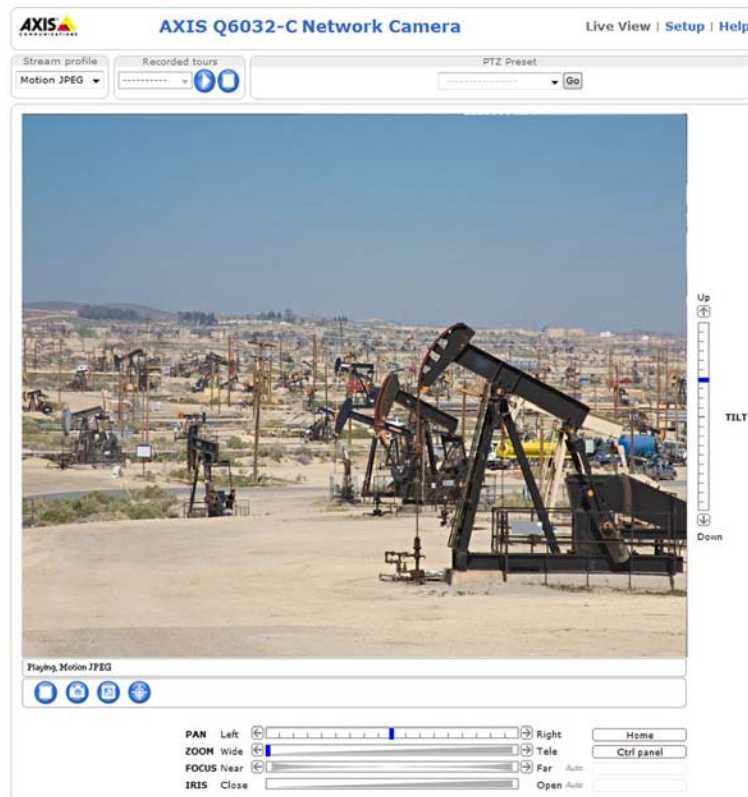 AXIS
COMMUNICATIONS
AXIS Q6032-C Network Camera
Live View | Setup | Help
Stream profile
Recorded tours
PTZ Preset
Motion JPEG
----------
---------------
Go
Up
TILT
Down
Playing, Motion JPEG
PAN Left Right Home
ZOOM Wide Tele Ctrl panel
FOCUS Near Far Auto
IRIS Close Open Auto